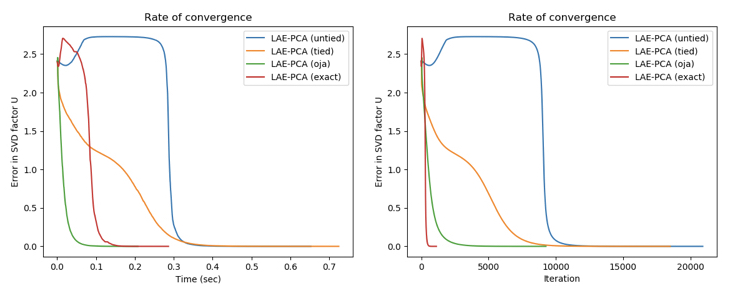 Rate of convergence
Error in SVD factor U
2.5
2.0
1.5
1.0
0.5
0.0
LAE-PCA (untied)
LAE-PCA (tied)
LAE-PCA (oja)
LAE-PCA (exact)
0.0 0.1 0.2 0.3 0.4 0.5 0.6 0.7
Time (sec)
Rate of convergence
Error in SVD factor U
2.5
2.0
1.5
1.0
0.5
0.0
LAE-PCA (untied)
LAE-PCA (tied)
LAE-PCA (oja)
LAE-PCA (exact)
0 5000 10000 15000 20000
Iteration